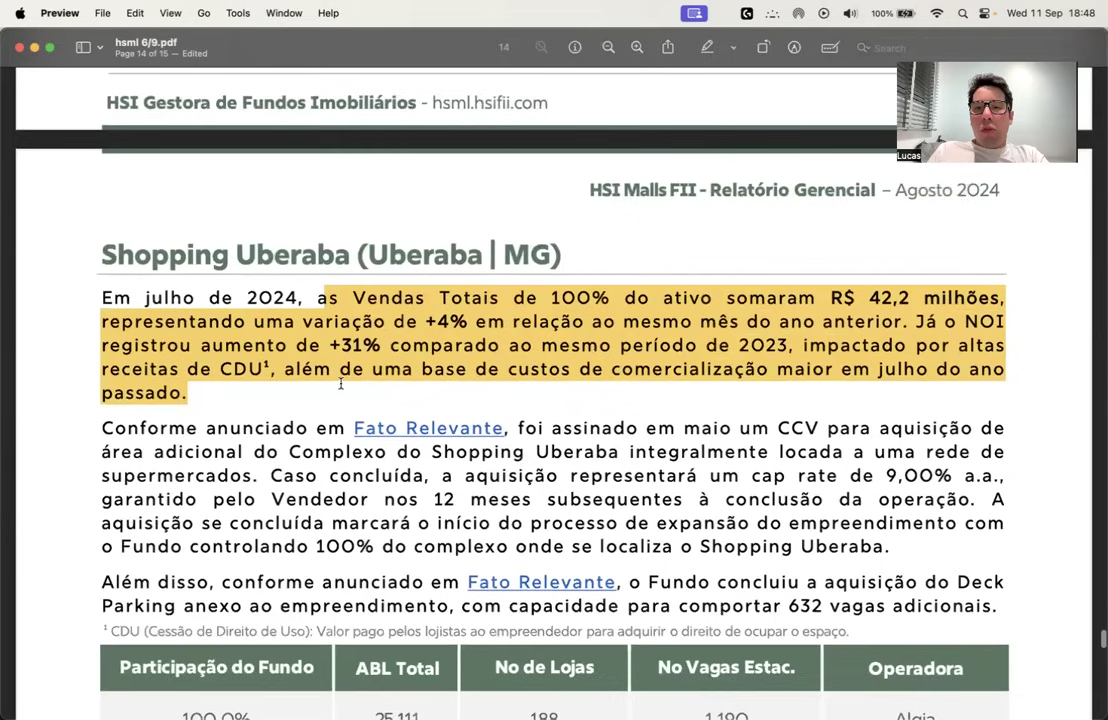 Preview File Edit View Go Tools Window Help 100% Wed 11 Sep 18:48
hsml 6/9.pdf
Page 14 of 15 — Edited
14
Search
HSI Gestora de Fundos Imobiliários - hsml.hsifii.com
Lucas
HSI Malls FII - Relatório Gerencial – Agosto 2024
Shopping Uberaba (Uberaba | MG)
Em julho de 2024, as Vendas Totais de 100% do ativo somaram R$ 42,2 milhões,
representando uma variação de +4% em relação ao mesmo mês do ano anterior. Já o NOI
registrou aumento de +31% comparado ao mesmo período de 2023, impactado por altas
receitas de CDU¹, além de uma base de custos de comercialização maior em julho do ano
passado.
Conforme anunciado em Fato Relevante, foi assinado em maio um CCV para aquisição de
área adicional do Complexo do Shopping Uberaba integralmente locada a uma rede de
supermercados. Caso concluída, a aquisição representará um cap rate de 9,00% a.a.,
garantido pelo Vendedor nos 12 meses subsequentes à conclusão da operação. A
aquisição se concluída marcará o início do processo de expansão do empreendimento com
o Fundo controlando 100% do complexo onde se localiza o Shopping Uberaba.
Além disso, conforme anunciado em Fato Relevante, o Fundo concluiu a aquisição do Deck
Parking anexo ao empreendimento, com capacidade para comportar 632 vagas adicionais.
¹ CDU (Cessão de Direito de Uso): Valor pago pelos lojistas ao empreendedor para adquirir o direito de ocupar o espaço.
Participação do Fundo ABL Total No de Lojas No Vagas Estac. Operadora
100,0% 25.111 188 1.190 Algia